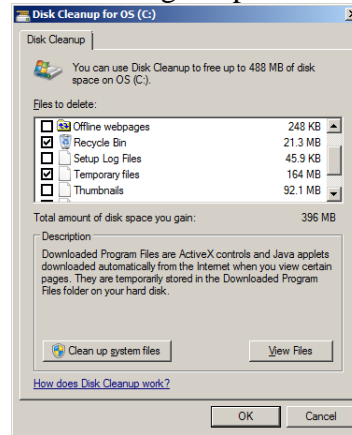 Disk Cleanup for OS (C:)
Disk Cleanup
You can use Disk Cleanup to free up to 488 MB of disk
space on OS (C:).
Files to delete:
Offline webpages 248 KB
Recycle Bin 21.3 MB
Setup Log Files 45.9 KB
Temporary files 164 MB
Thumbnails 92.1 MB
Total amount of disk space you gain: 396 MB
Description
Downloaded Program Files are ActiveX controls and Java applets
downloaded automatically from the Internet when you view certain
pages. They are temporarily stored in the Downloaded Program
Files folder on your hard disk.
Clean up system files View Files
How does Disk Cleanup work?
OK Cancel